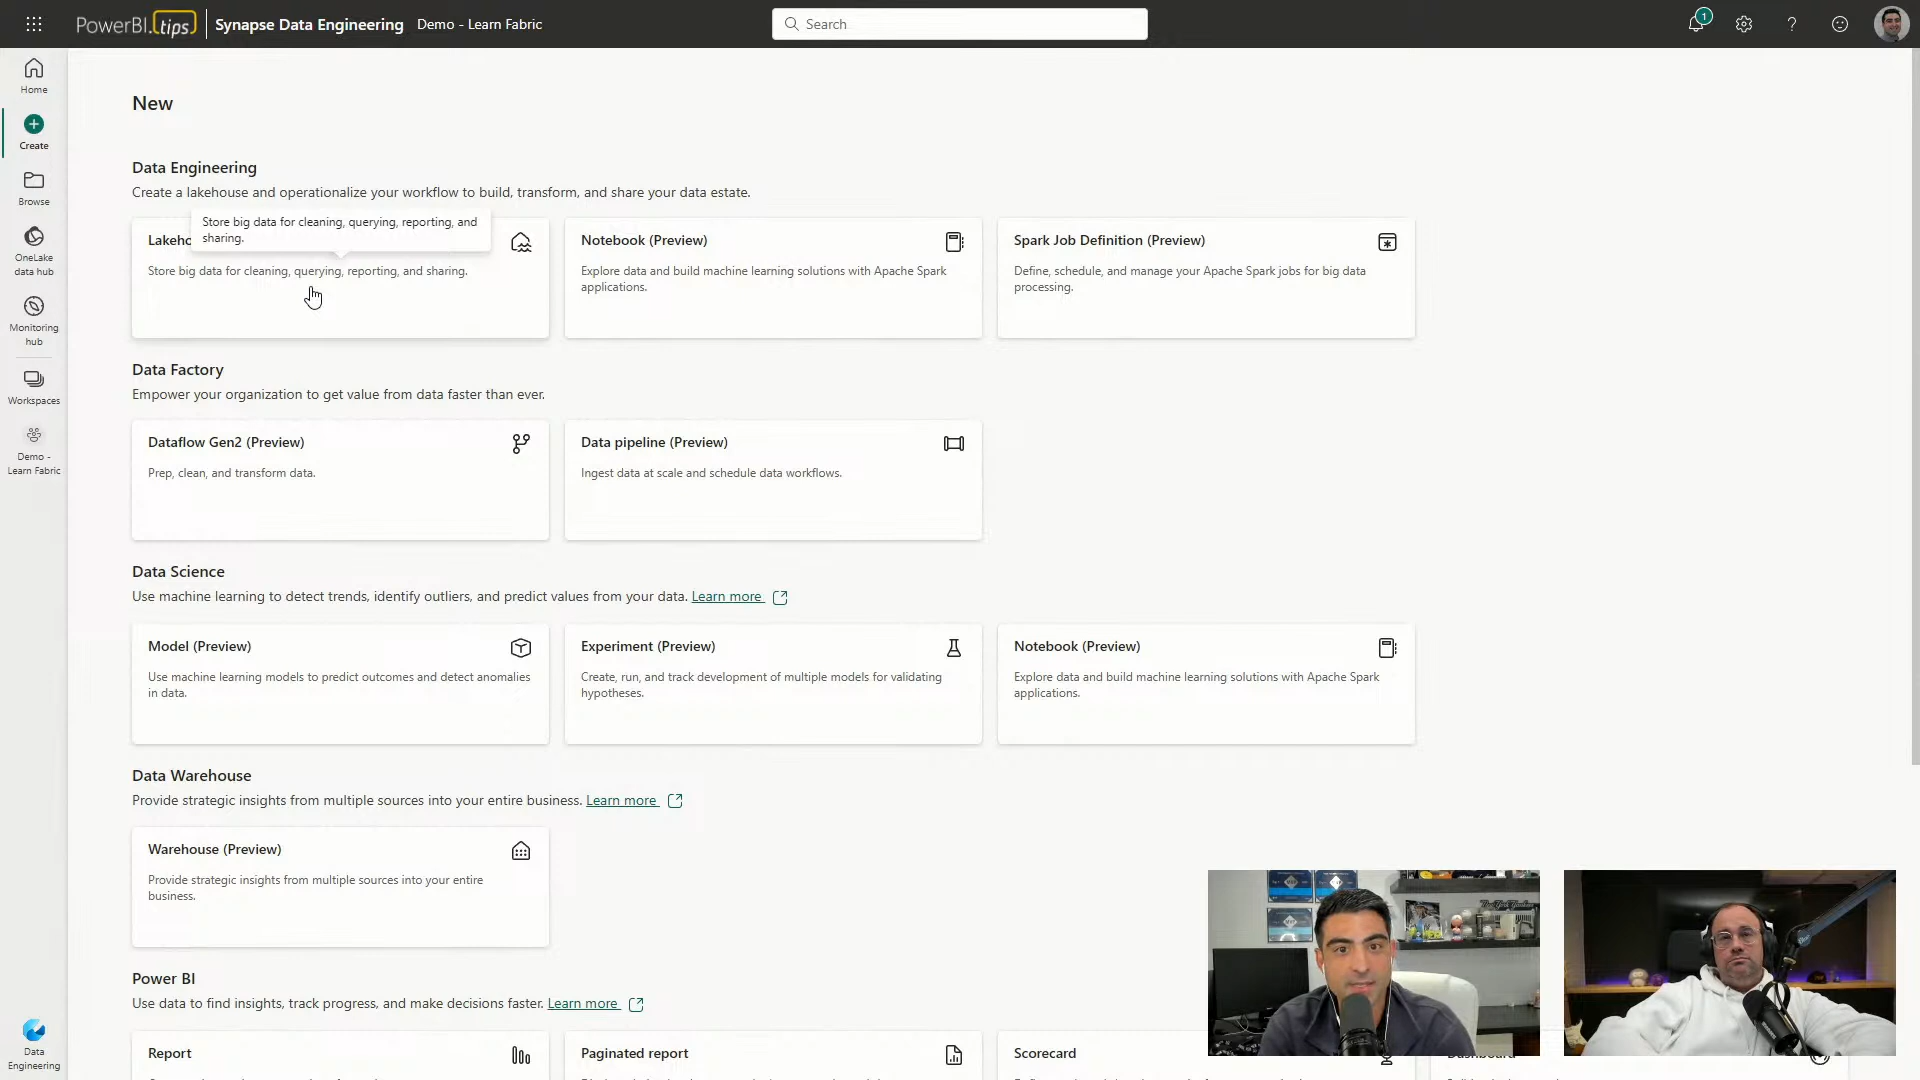 PowerBI.tips Synapse Data Engineering Demo - Learn Fabric
Search
1
Home
Create
Browse
OneLake
data hub
Monitoring
hub
Workspaces
Demo -
Learn Fabric
Data
Engineering
New
Data Engineering
Create a lakehouse and operationalize your workflow to build, transform, and share your data estate.
Store big data for cleaning, querying, reporting, and
sharing.
Lakeho
Store big data for cleaning, querying, reporting, and sharing.
Notebook (Preview)
Explore data and build machine learning solutions with Apache Spark
applications.
Spark Job Definition (Preview)
Define, schedule, and manage your Apache Spark jobs for big data
processing.
Data Factory
Empower your organization to get value from data faster than ever.
Dataflow Gen2 (Preview)
Prep, clean, and transform data.
Data pipeline (Preview)
Ingest data at scale and schedule data workflows.
Data Science
Use machine learning to detect trends, identify outliers, and predict values from your data. Learn more
Model (Preview)
Use machine learning models to predict outcomes and detect anomalies
in data.
Experiment (Preview)
Create, run, and track development of multiple models for validating
hypotheses.
Notebook (Preview)
Explore data and build machine learning solutions with Apache Spark
applications.
Data Warehouse
Provide strategic insights from multiple sources into your entire business. Learn more
Warehouse (Preview)
Provide strategic insights from multiple sources into your entire
business.
Power BI
Use data to find insights, track progress, and make decisions faster. Learn more
Report
Paginated report
Scorecard